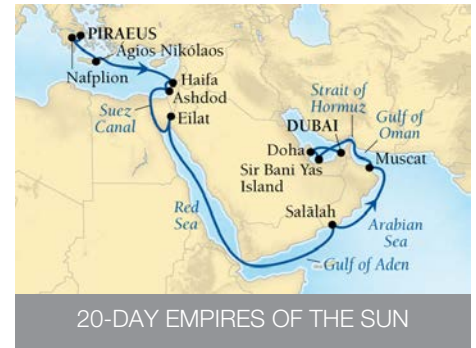 PIRAEUS
Ágios Nikólaos
Nafplion
Haifa
Ashdod
Suez
Canal
Eilat
Strait of
Hormuz
Gulf of
Oman
DUBAI
Doha
Muscat
Sir Bani Yas
Island
Red
Sea
Salālah
Arabian
Sea
Gulf of Aden
20-DAY EMPIRES OF THE SUN